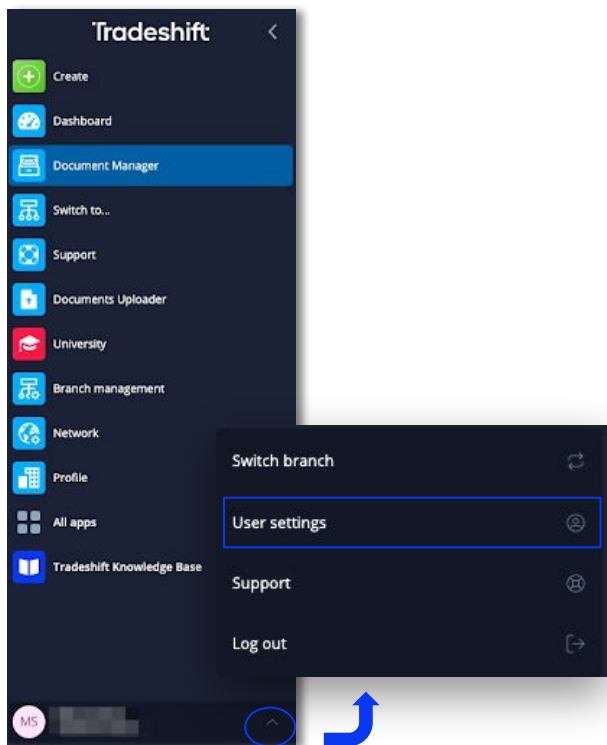 Tradeshift
Create
Dashboard
Document Manager
Switch to...
Support
Documents Uploader
University
Branch management
Network
Profile
All apps
Tradeshift Knowledge Base
Switch branch
User settings
Support
Log out
MS